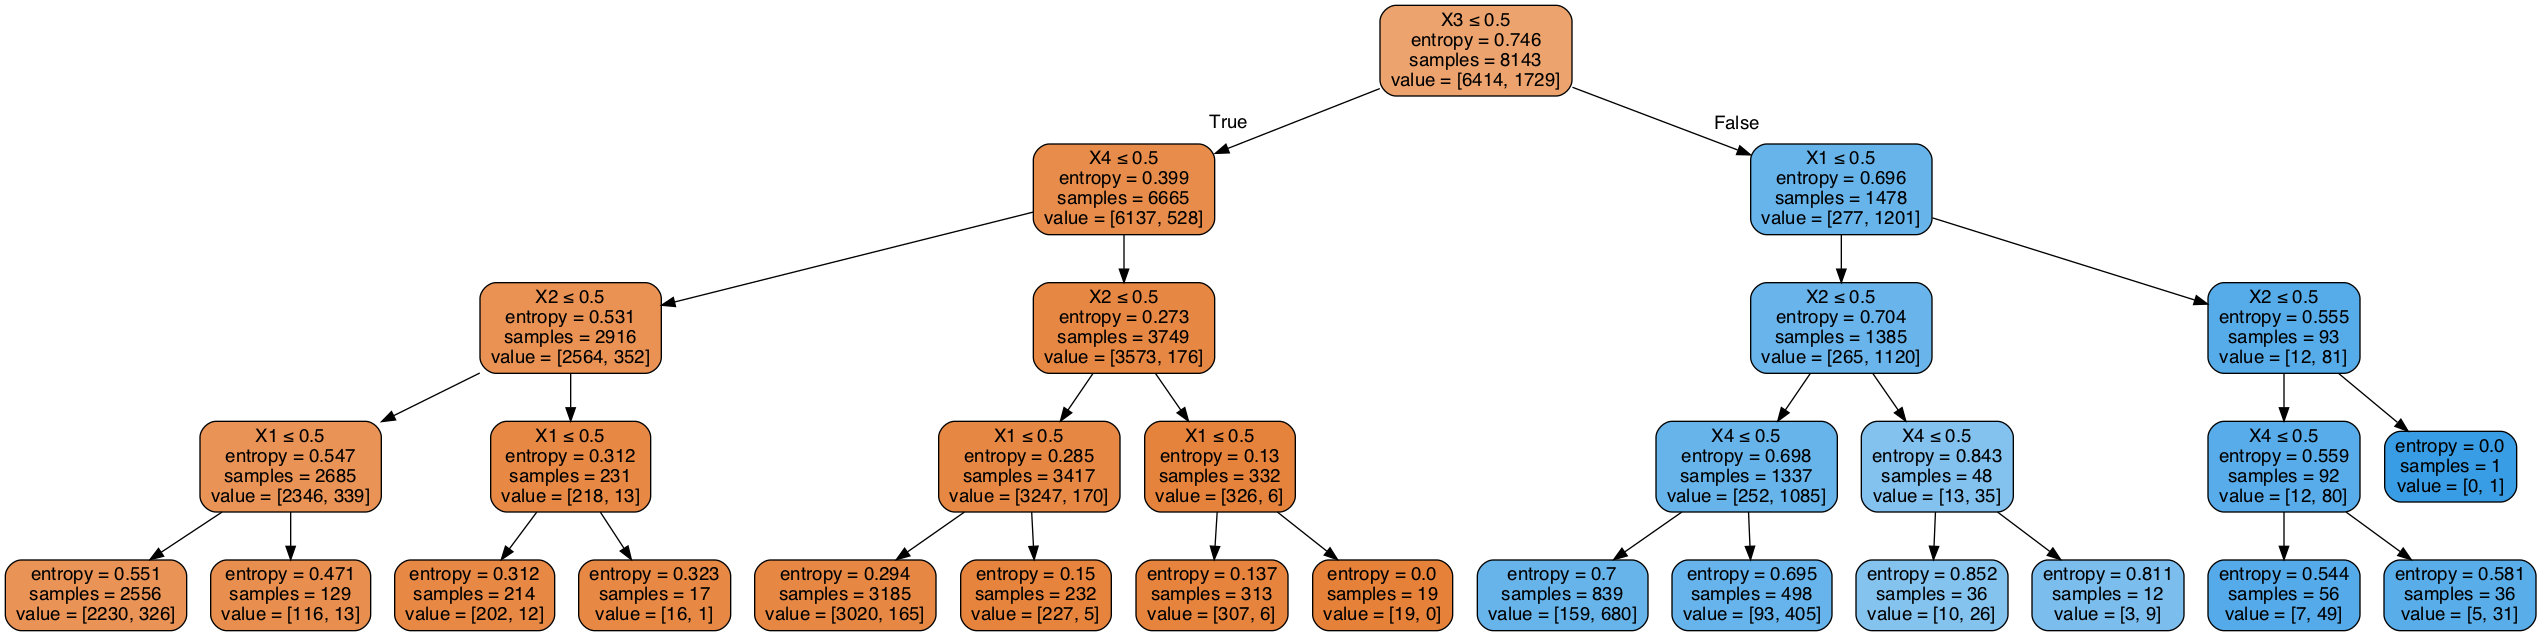 X3 ≤ 0.5
entropy = 0.746
samples = 8143
value = [6414, 1729]
True
False
X4 ≤ 0.5
entropy = 0.399
samples = 6665
value = [6137, 528]
X1 ≤ 0.5
entropy = 0.696
samples = 1478
value = [277, 1201]
X2 ≤ 0.5
entropy = 0.531
samples = 2916
value = [2564, 352]
X2 ≤ 0.5
entropy = 0.273
samples = 3749
value = [3573, 176]
X2 ≤ 0.5
entropy = 0.704
samples = 1385
value = [265, 1120]
X2 ≤ 0.5
entropy = 0.555
samples = 93
value = [12, 81]
X1 ≤ 0.5
entropy = 0.547
samples = 2685
value = [2346, 339]
X1 ≤ 0.5
entropy = 0.312
samples = 231
value = [218, 13]
X1 ≤ 0.5
entropy = 0.285
samples = 3417
value = [3247, 170]
X1 ≤ 0.5
entropy = 0.13
samples = 332
value = [326, 6]
X4 ≤ 0.5
entropy = 0.698
samples = 1337
value = [252, 1085]
X4 ≤ 0.5
entropy = 0.843
samples = 48
value = [13, 35]
X4 ≤ 0.5
entropy = 0.559
samples = 92
value = [12, 80]
entropy = 0.0
samples = 1
value = [0, 1]
entropy = 0.551
samples = 2556
value = [2230, 326]
entropy = 0.471
samples = 129
value = [116, 13]
entropy = 0.312
samples = 214
value = [202, 12]
entropy = 0.323
samples = 17
value = [16, 1]
entropy = 0.294
samples = 3185
value = [3020, 165]
entropy = 0.15
samples = 232
value = [227, 5]
entropy = 0.137
samples = 313
value = [307, 6]
entropy = 0.0
samples = 19
value = [19, 0]
entropy = 0.7
samples = 839
value = [159, 680]
entropy = 0.695
samples = 498
value = [93, 405]
entropy = 0.852
samples = 36
value = [10, 26]
entropy = 0.811
samples = 12
value = [3, 9]
entropy = 0.544
samples = 56
value = [7, 49]
entropy = 0.581
samples = 36
value = [5, 31]